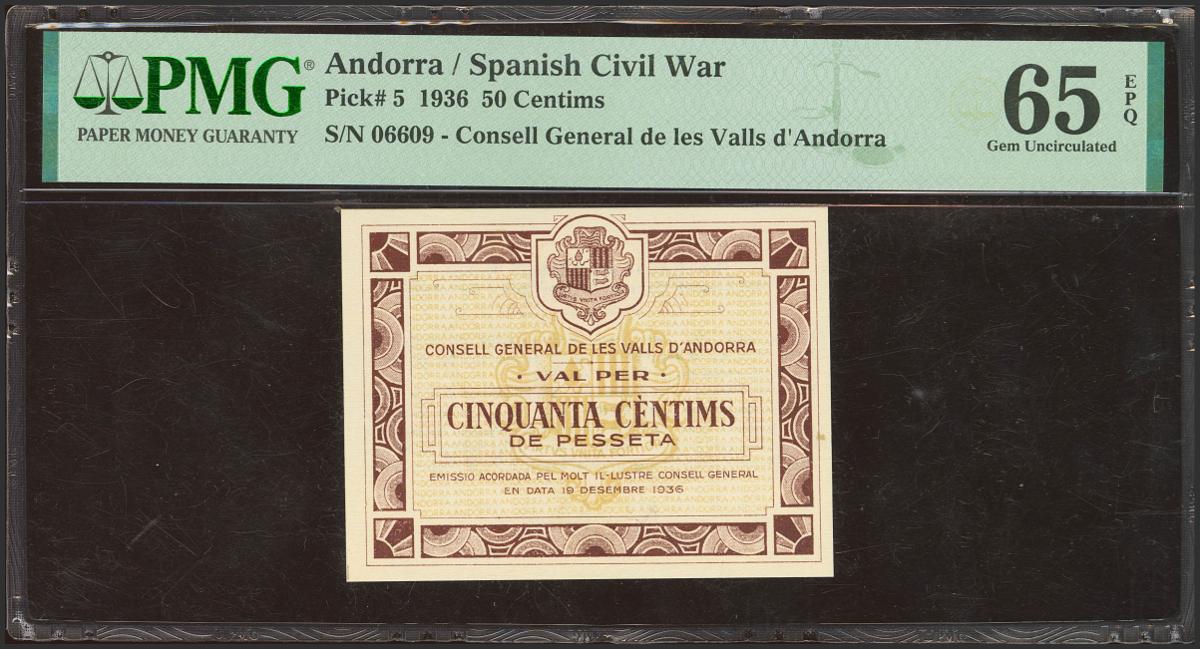 PMG®
PAPER MONEY GUARANTY
Andorra / Spanish Civil War
Pick# 5 1936 50 Centims
S/N 06609 - Consell General de les Valls d'Andorra
65
EPQ
Gem Uncirculated
CONSELL GENERAL DE LES VALLS D'ANDORRA
· VAL PER ·
CINQUANTA CÈNTIMS
DE PESSETA
EMISSIO ACORDADA PEL MOLT IL·LUSTRE CONSELL GENERAL
EN DATA 19 DESEMBRE 1936